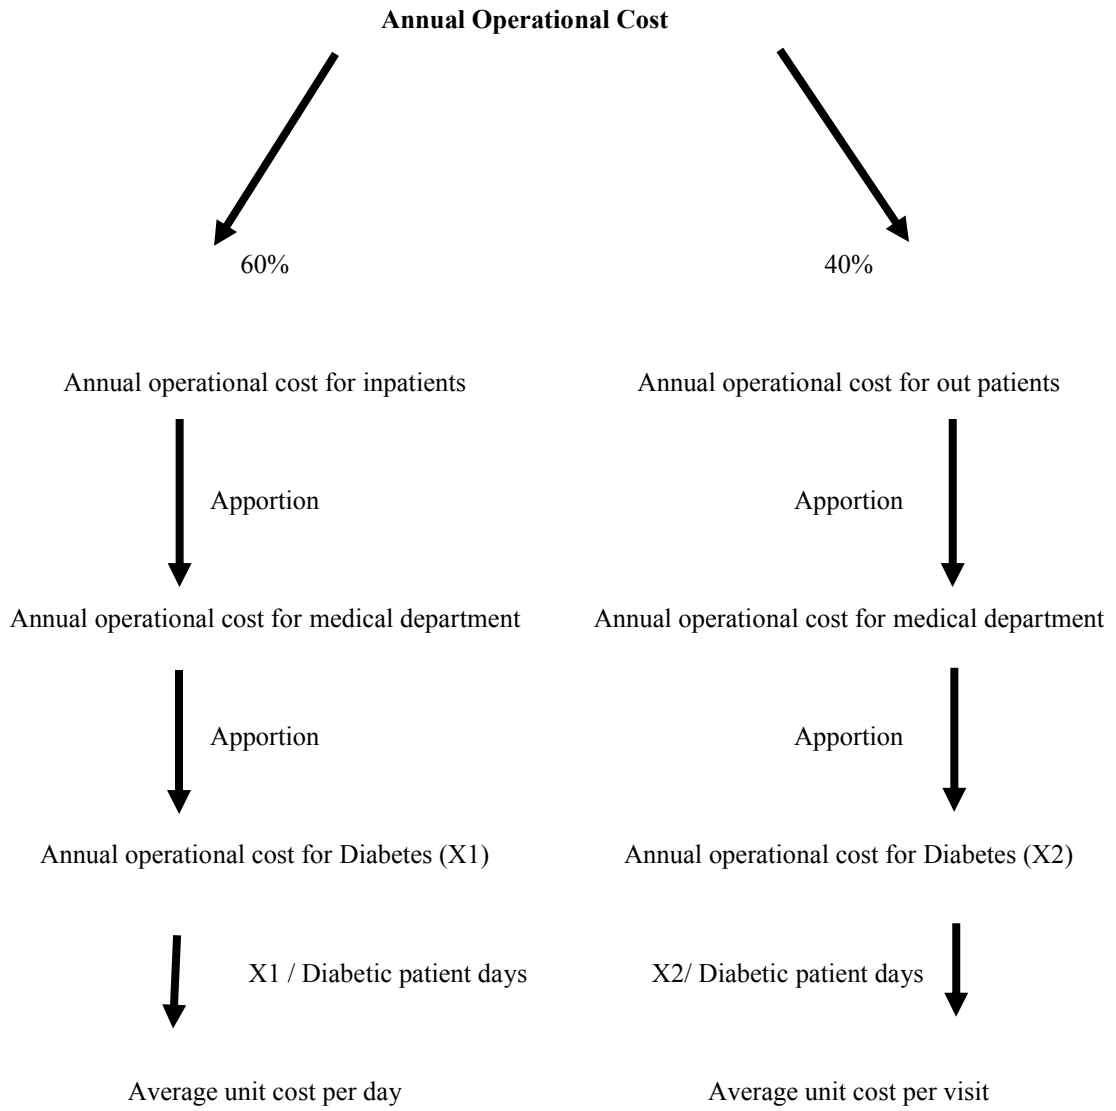 Annual Operational Cost
60%
40%
Annual operational cost for inpatients
Annual operational cost for out patients
Apportion
Apportion
Annual operational cost for medical department
Annual operational cost for medical department
Apportion
Apportion
Annual operational cost for Diabetes (X1)
Annual operational cost for Diabetes (X2)
X1 / Diabetic patient days
X2/ Diabetic patient days
Average unit cost per day
Average unit cost per visit